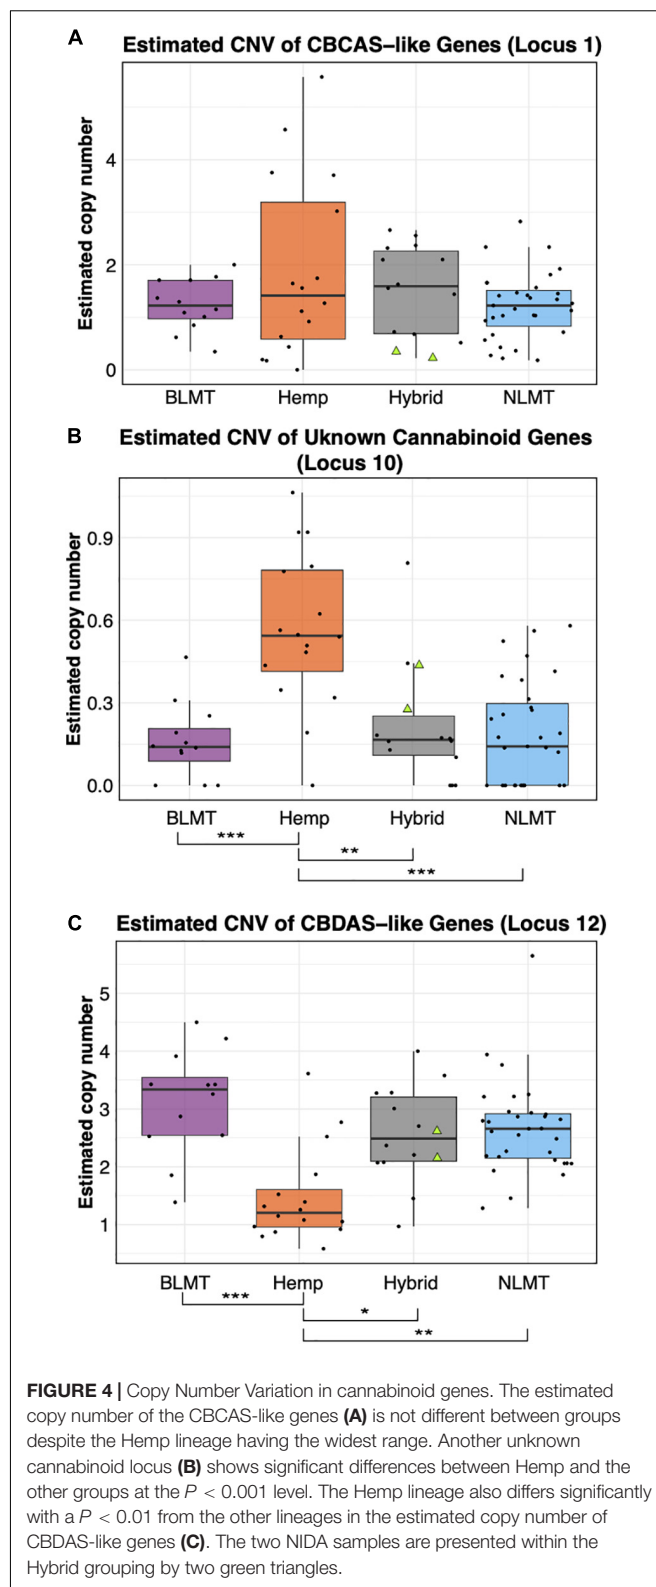 A
Estimated CNV of CBCAS–like Genes (Locus 1)
Estimated copy number
4
2
0
BLMT Hemp Hybrid NLMT
B
Estimated CNV of Uknown Cannabinoid Genes
(Locus 10)
Estimated copy number
0.9
0.6
0.3
0.0
BLMT Hemp Hybrid NLMT
***
**
***
C
Estimated CNV of CBDAS–like Genes (Locus 12)
Estimated copy number
5
4
3
2
1
BLMT Hemp Hybrid NLMT
***
*
**
FIGURE 4 | Copy Number Variation in cannabinoid genes. The estimated
copy number of the CBCAS-like genes (A) is not different between groups
despite the Hemp lineage having the widest range. Another unknown
cannabinoid locus (B) shows significant differences between Hemp and the
other groups at the P < 0.001 level. The Hemp lineage also differs significantly
with a P < 0.01 from the other lineages in the estimated copy number of
CBDAS-like genes (C). The two NIDA samples are presented within the
Hybrid grouping by two green triangles.